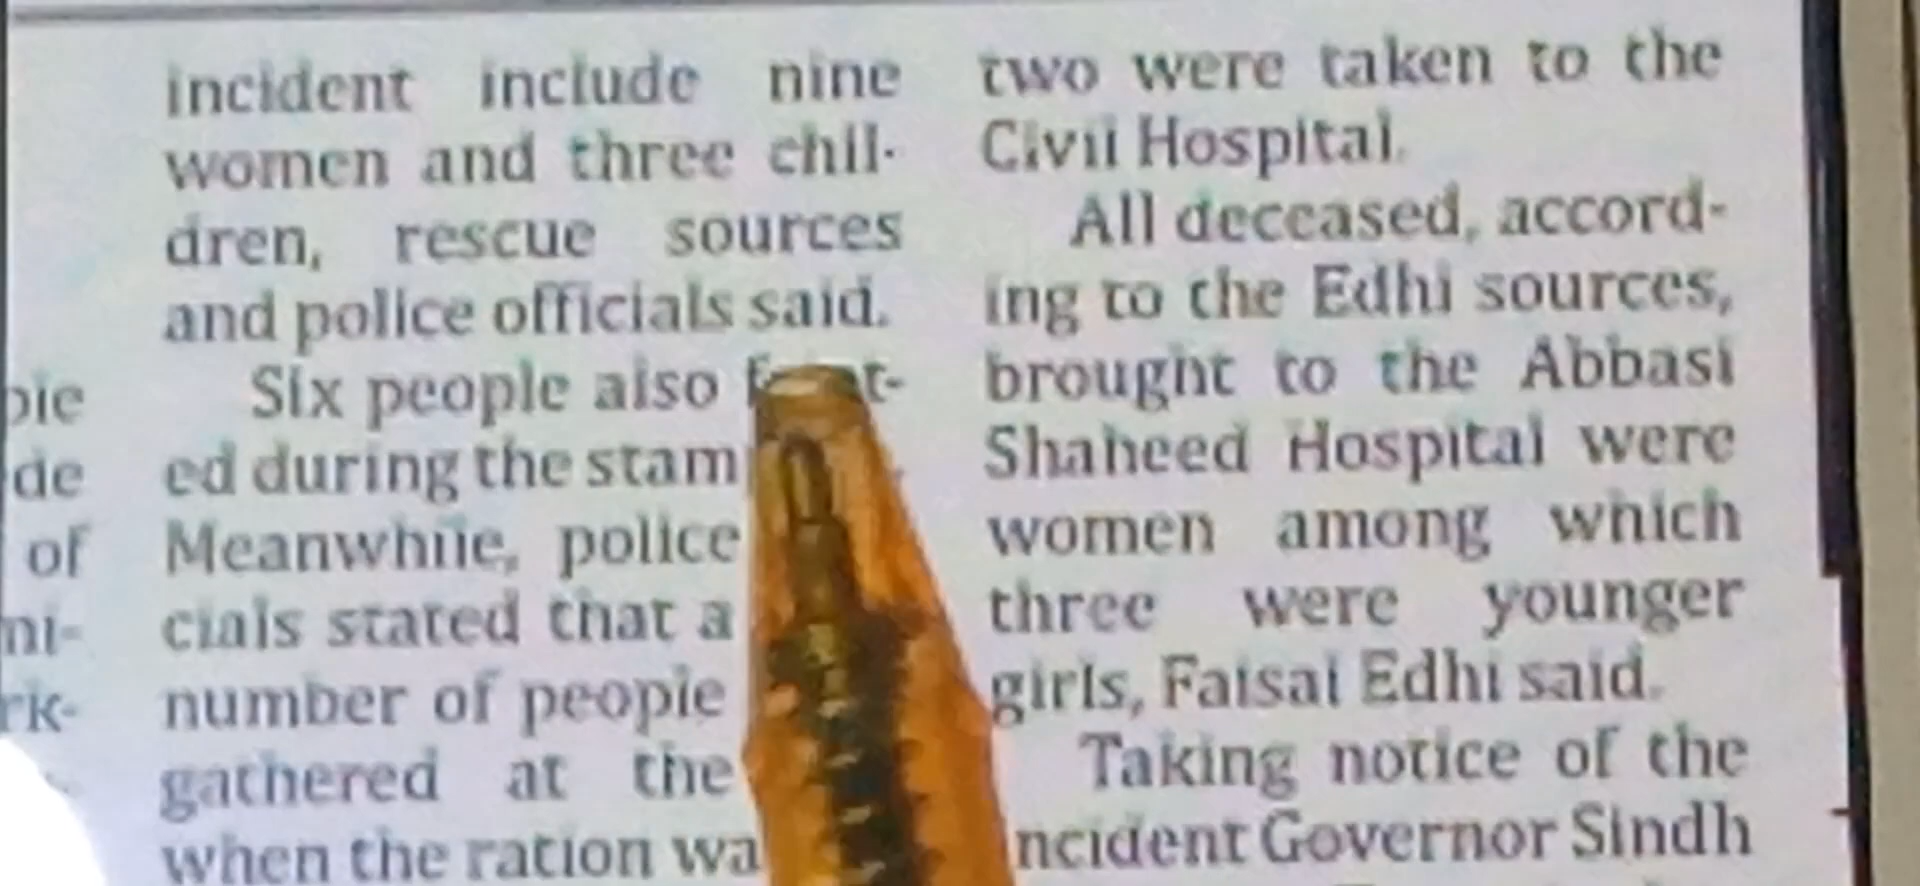 incident include nine
women and three chil-
dren, rescue sources
and police officials said.
Six people also
ed during the stam
Meanwhile, police
cials stated that a
number of people
gathered at the
when the ration wa
two were taken to the
Civil Hospital.
All deceased, accord-
ing to the Edhi sources,
brought to the Abbasi
Shaheed Hospital were
women among which
three were younger
girls, Faisal Edhi said.
Taking notice of the
ncident Governor Sindh